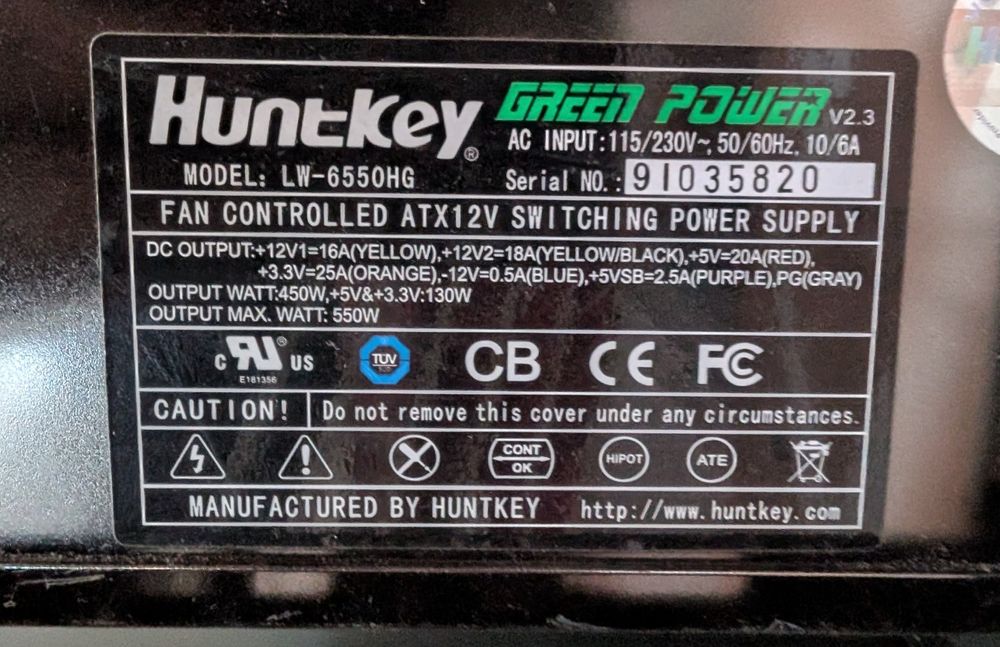 HuntKey® GREEN POWER V2.3
AC INPUT:115/230V~, 50/60Hz, 10/6A
MODEL: LW-6550HG Serial NO.: 91035820
FAN CONTROLLED ATX12V SWITCHING POWER SUPPLY
DC OUTPUT:+12V1=16A(YELLOW),+12V2=18A(YELLOW/BLACK),+5V=20A(RED),
+3.3V=25A(ORANGE),-12V=0.5A(BLUE),+5VSB=2.5A(PURPLE),PG(GRAY)
OUTPUT WATT:450W,+5V&+3.3V:130W
OUTPUT MAX. WATT: 550W
C RU® US TUV CB CE FC
E181356
CAUTION! Do not remove this cover under any circumstances.
CONT OK HIPOT ATE
MANUFACTURED BY HUNTKEY http://www.huntkey.com